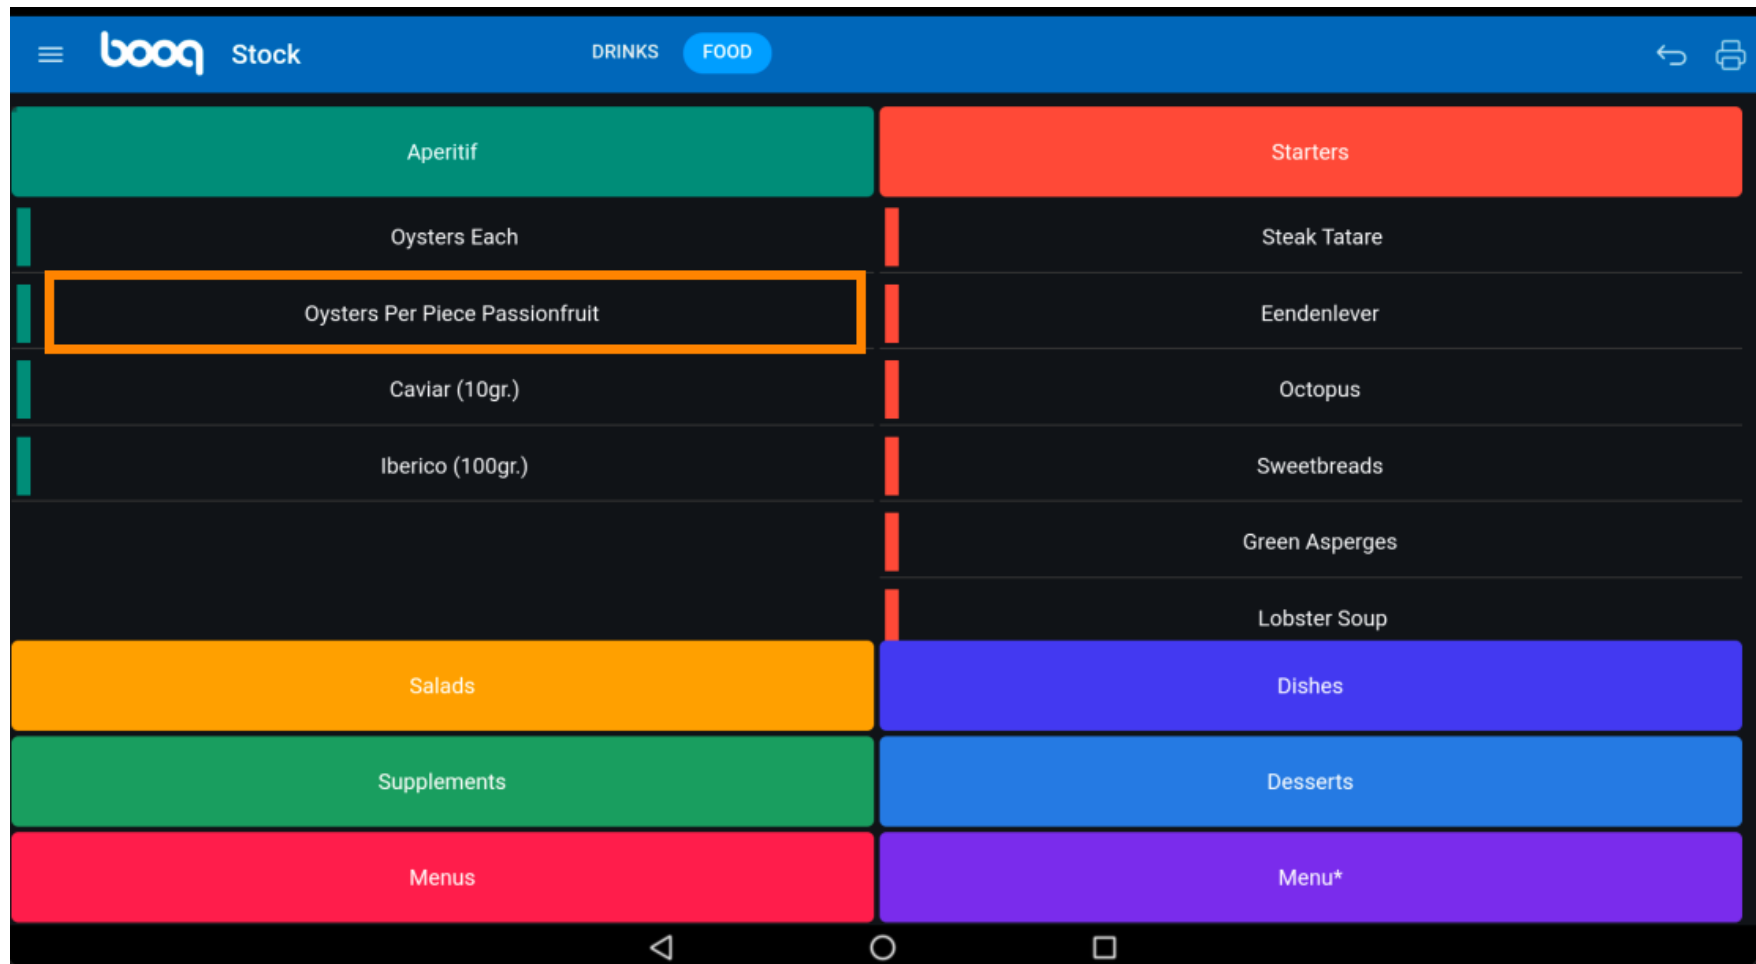 booq Stock DRINKS FOOD
Aperitif
Oysters Each
Oysters Per Piece Passionfruit
Caviar (10gr.)
Iberico (100gr.)
Starters
Steak Tatare
Eendenlever
Octopus
Sweetbreads
Green Asperges
Lobster Soup
Salads
Dishes
Supplements
Desserts
Menus
Menu*